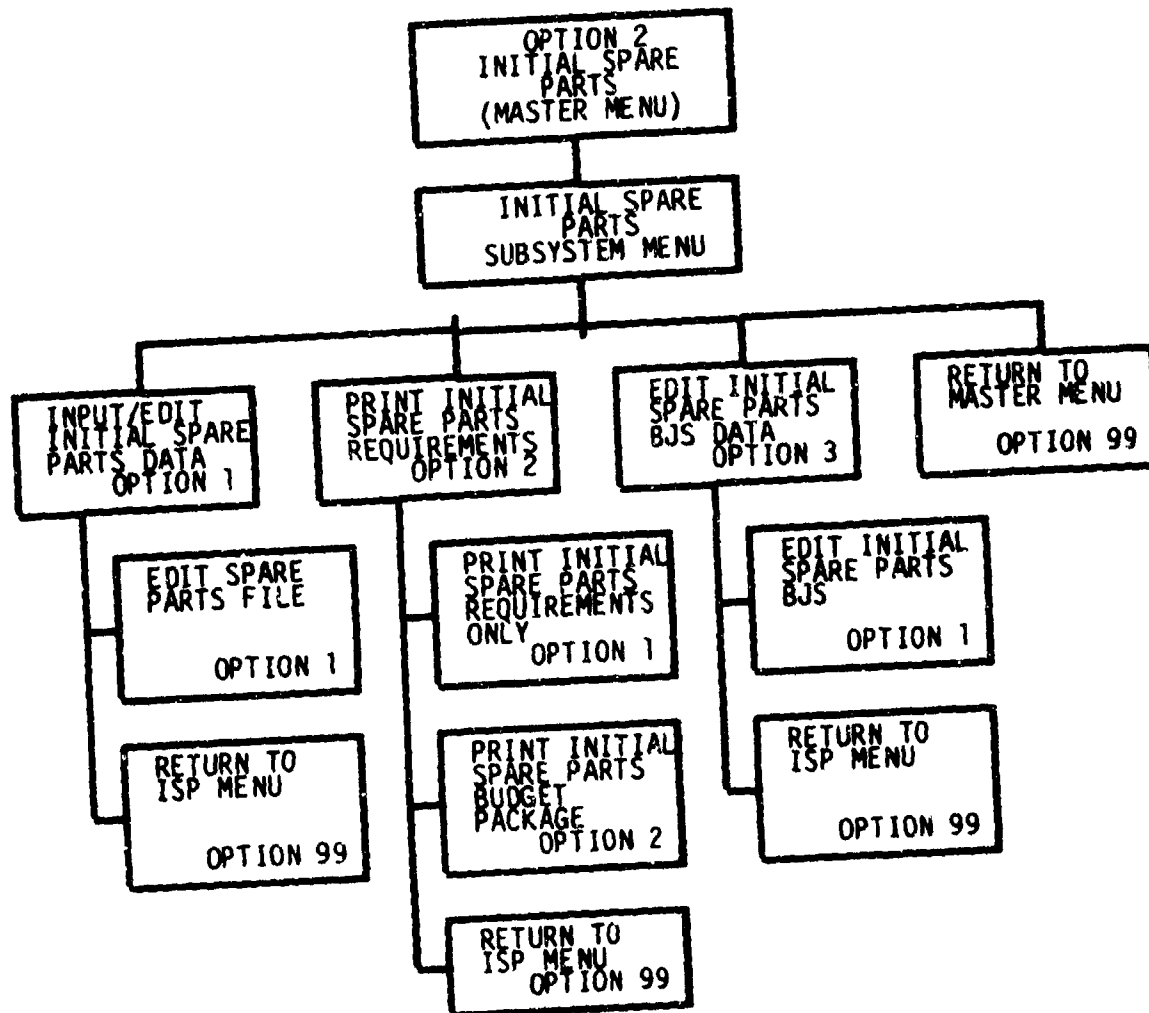 OPTION 2
INITIAL SPARE
PARTS
(MASTER MENU)
INITIAL SPARE
PARTS
SUBSYSTEM MENU
INPUT/EDIT
INITIAL SPARE
PARTS DATA
OPTION 1
PRINT INITIAL
SPARE PARTS
REQUIREMENTS
OPTION 2
EDIT INITIAL
SPARE PARTS
BJS DATA
OPTION 3
RETURN TO
MASTER MENU
OPTION 99
EDIT SPARE
PARTS FILE
OPTION 1
RETURN TO
ISP MENU
OPTION 99
PRINT INITIAL
SPARE PARTS
REQUIREMENTS
ONLY
OPTION 1
PRINT INITIAL
SPARE PARTS
BUDGET
PACKAGE
OPTION 2
RETURN TO
ISP MENU
OPTION 99
EDIT INITIAL
SPARE PARTS
BJS
OPTION 1
RETURN TO
ISP MENU
OPTION 99